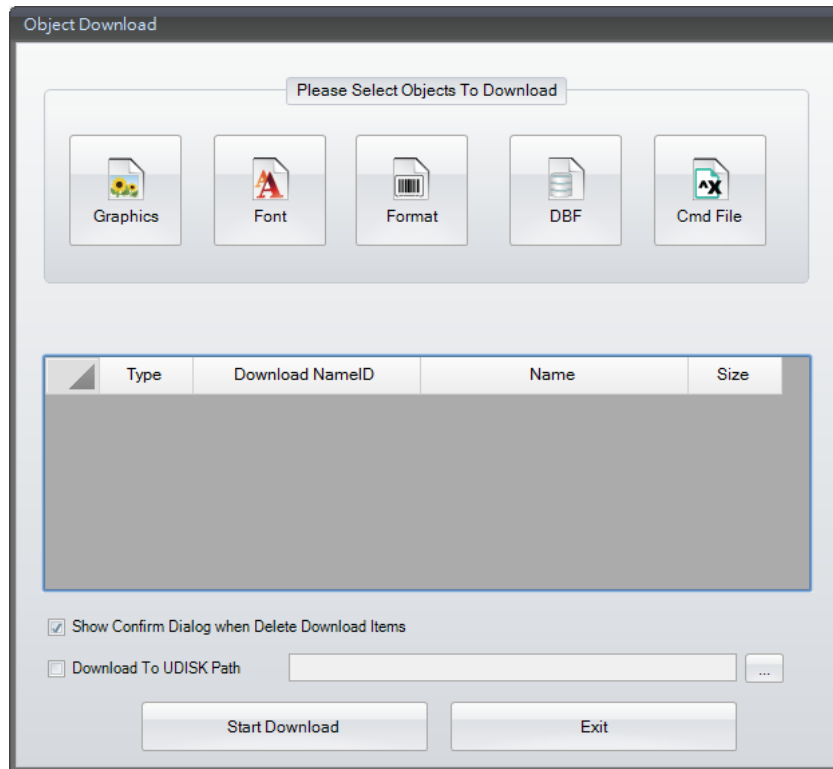 Object Download
Please Select Objects To Download
Graphics Font Format DBF Cmd File
Type Download NameID Name Size
Show Confirm Dialog when Delete Download Items
Download To UDISK Path ...
Start Download Exit